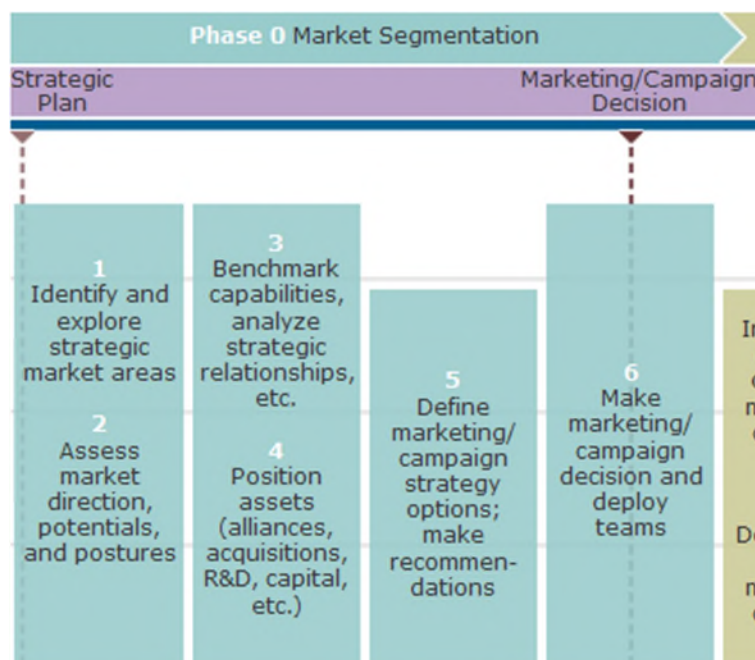 Phase 0 Market Segmentation
Strategic
Plan
Marketing/Campaign
Decision
1
Identify and
explore
strategic
market areas
2
Assess
market
direction,
potentials,
and postures
3
Benchmark
capabilities,
analyze
strategic
relationships,
etc.
4
Position
assets
(alliances,
acquisitions,
R&D, capital,
etc.)
5
Define
marketing/
campaign
strategy
options;
make
recommen-
dations
6
Make
marketing/
campaign
decision and
deploy
teams